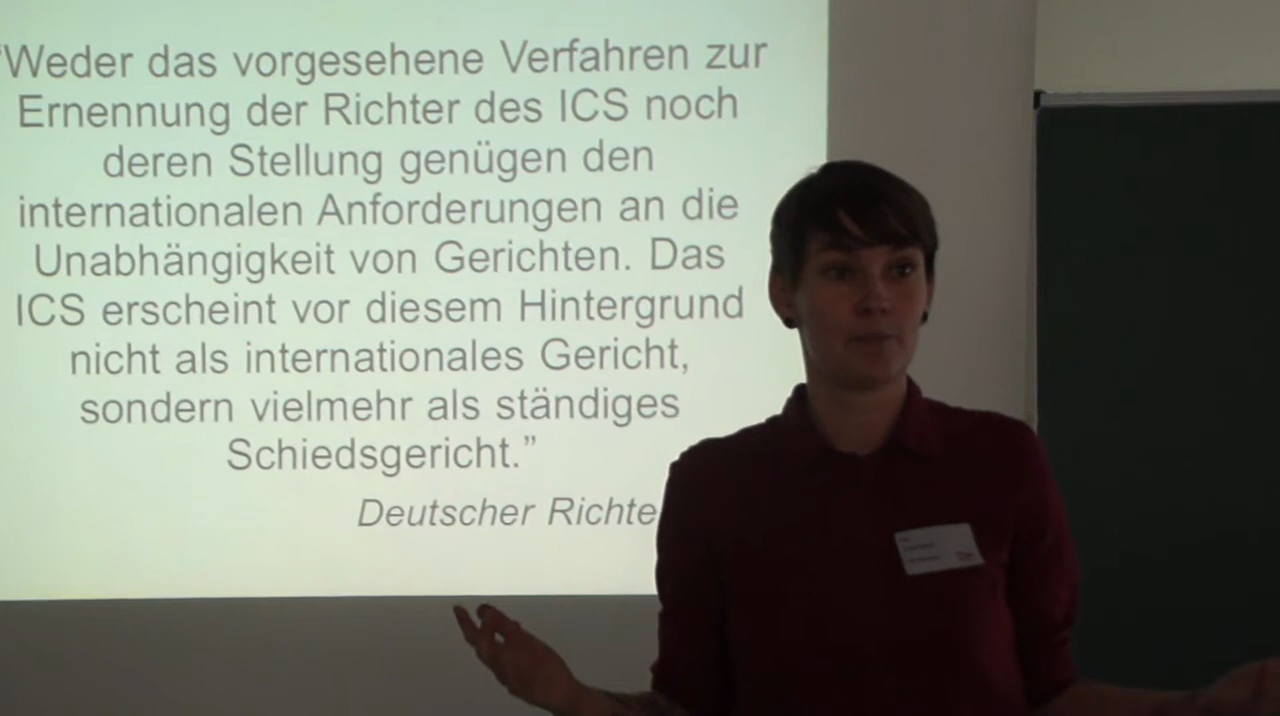 “Weder das vorgesehene Verfahren zur
Ernennung der Richter des ICS noch
deren Stellung genügen den
internationalen Anforderungen an die
Unabhängigkeit von Gerichten. Das
ICS erscheint vor diesem Hintergrund
nicht als internationales Gericht,
sondern vielmehr als ständiges
Schiedsgericht.”
Deutscher Richte